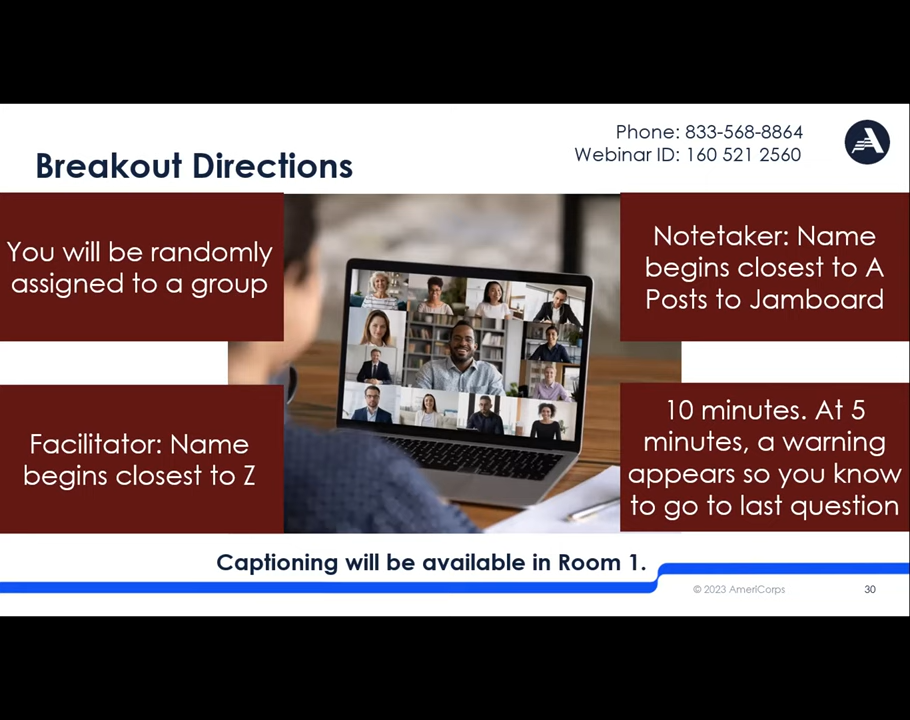 Phone: 833-568-8864
Webinar ID: 160 521 2560
Breakout Directions
You will be randomly
assigned to a group
Notetaker: Name
begins closest to A
Posts to Jamboard
Facilitator: Name
begins closest to Z
10 minutes. At 5
minutes, a warning
appears so you know
to go to last question
Captioning will be available in Room 1.
© 2023 AmeriCorps
30